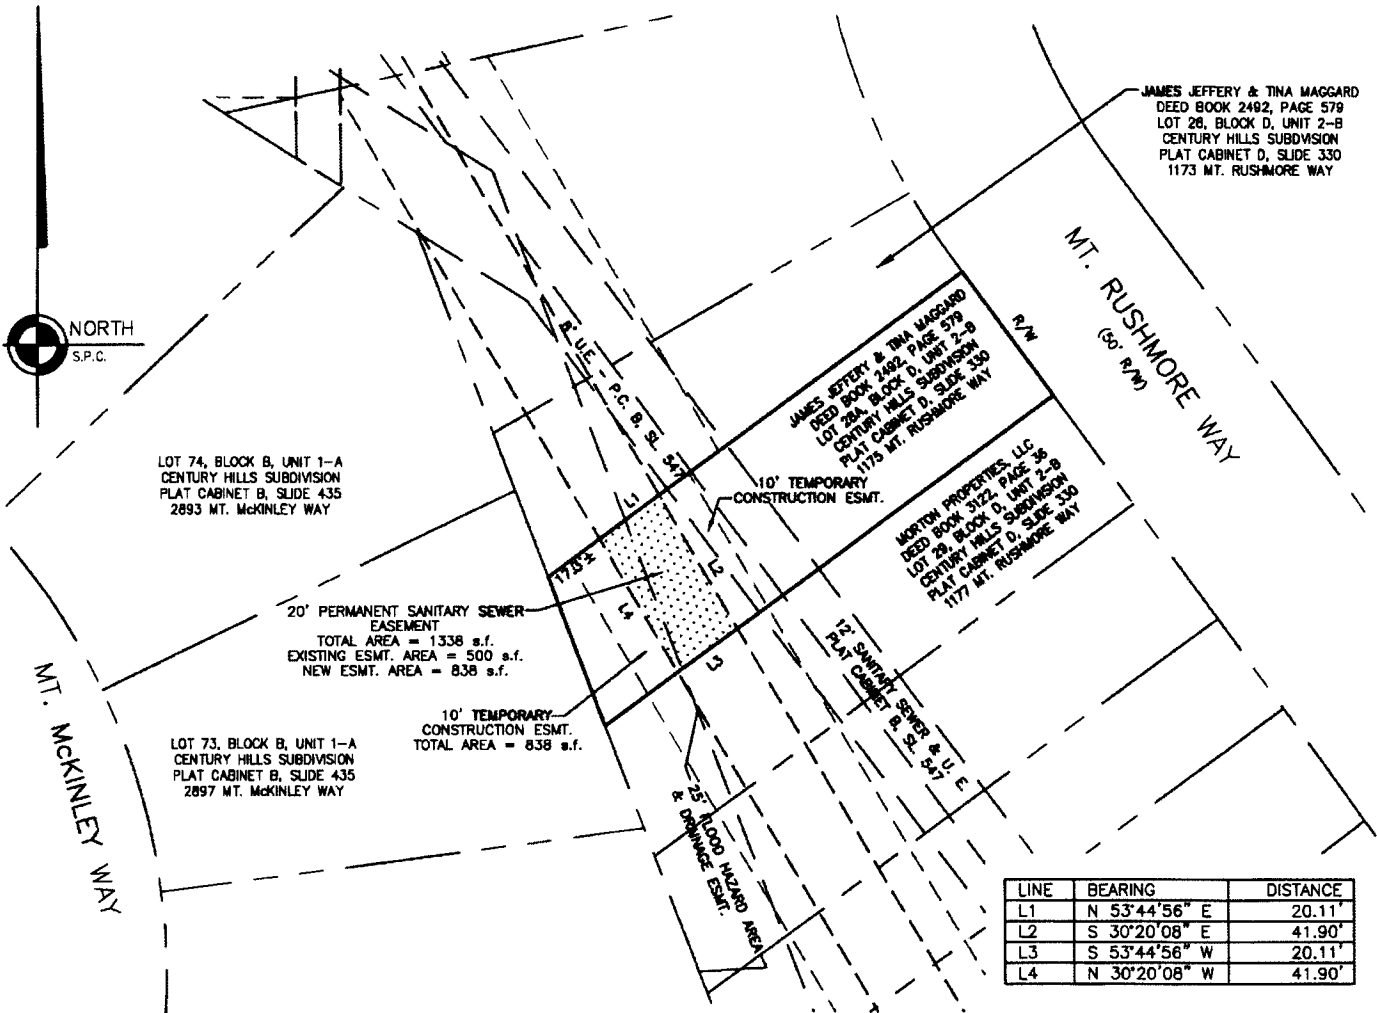 JAMES JEFFERY & TINA MAGGARD
DEED BOOK 2492, PAGE 579
LOT 28, BLOCK D, UNIT 2-B
CENTURY HILLS SUBDVISION
PLAT CABINET D, SLIDE 330
1173 MT. RUSHMORE WAY
MT. RUSHMORE WAY
(50' R/W)
R/W
NORTH
S.P.C.
8' U.E. - P.C. B, SL. 547
JAMES JEFFERY & TINA MAGGARD
DEED BOOK 2492, PAGE 579
LOT 28A, BLOCK D, UNIT 2-B
CENTURY HILLS SUBDVISION
PLAT CABINET D, SLIDE 330
1175 MT. RUSHMORE WAY
LOT 74, BLOCK B, UNIT 1-A
CENTURY HILLS SUBDIVISION
PLAT CABINET B, SLIDE 435
2893 MT. McKINLEY WAY
10' TEMPORARY
CONSTRUCTION ESMT.
MORTON PROPERTIES, LLC
DEED BOOK 3122, PAGE 36
LOT 29, BLOCK D, UNIT 2-B
CENTURY HILLS SUBDVISION
PLAT CABINET D, SLIDE 330
1177 MT. RUSHMORE WAY
L1
L2
L3
L4
20' PERMANENT SANITARY SEWER
EASEMENT
TOTAL AREA = 1338 s.f.
EXISTING ESMT. AREA = 500 s.f.
NEW ESMT. AREA = 838 s.f.
10' TEMPORARY
CONSTRUCTION ESMT.
TOTAL AREA = 838 s.f.
12' SANITARY SEWER & U. E.
PLAT CABINET B, SL. 547
MT. McKINLEY WAY
LOT 73, BLOCK B, UNIT 1-A
CENTURY HILLS SUBDIVISION
PLAT CABINET B, SLIDE 435
2897 MT. McKINLEY WAY
25' FLOOD HAZARD AREA
& DRAINAGE ESMT.
LINE BEARING DISTANCE
L1 N 53°44'56" E 20.11'
L2 S 30°20'08" E 41.90'
L3 S 53°44'56" W 20.11'
L4 N 30°20'08" W 41.90'